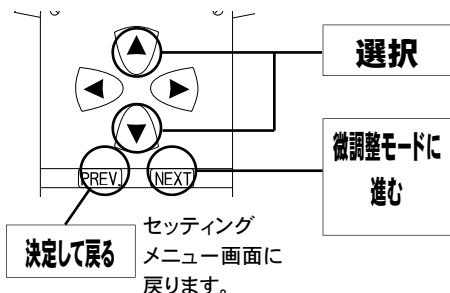 選択
微調整モードに
進む
PREV.
NEXT
決定して戻る
セッティング
メニュー画面に
戻ります。